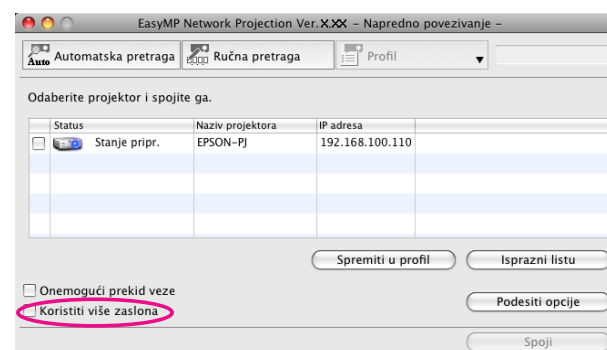 EasyMP Network Projection Ver.X.XX – Napredno povezivanje –
Auto Automatska pretraga Ručna pretraga Profil
Odaberite projektor i spojite ga.
Status Naziv projektora IP adresa
Stanje pripr. EPSON-PJ 192.168.100.110
Spremiti u profil Isprazni listu
Onemogući prekid veze
Podesiti opcije
Koristiti više zaslona
Spoji